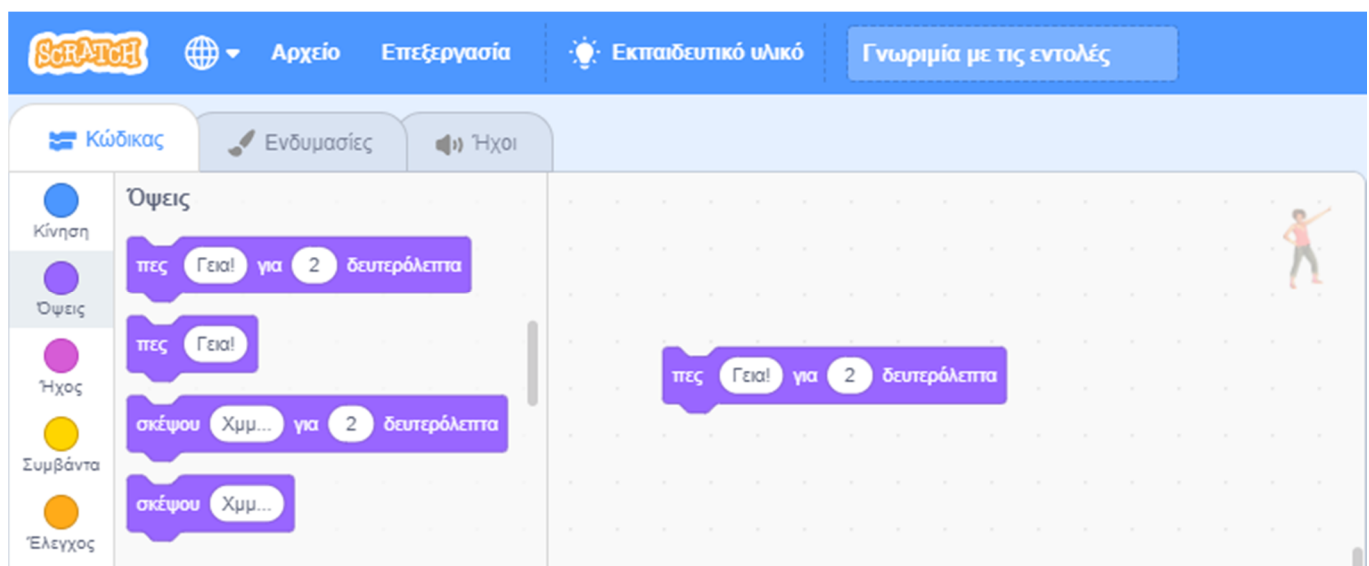 SCRATCH Αρχείο Επεξεργασία Εκπαιδευτικό υλικό Γνωριμία με τις εντολές
Κώδικας Ενδυμασίες Ήχοι
Κίνηση
Όψεις
Ήχος
Συμβάντα
Έλεγχος
Όψεις
πες Γεια! για 2 δευτερόλεπτα
πες Γεια!
σκέψου Χμμ... για 2 δευτερόλεπτα
σκέψου Χμμ...
πες Γεια! για 2 δευτερόλεπτα